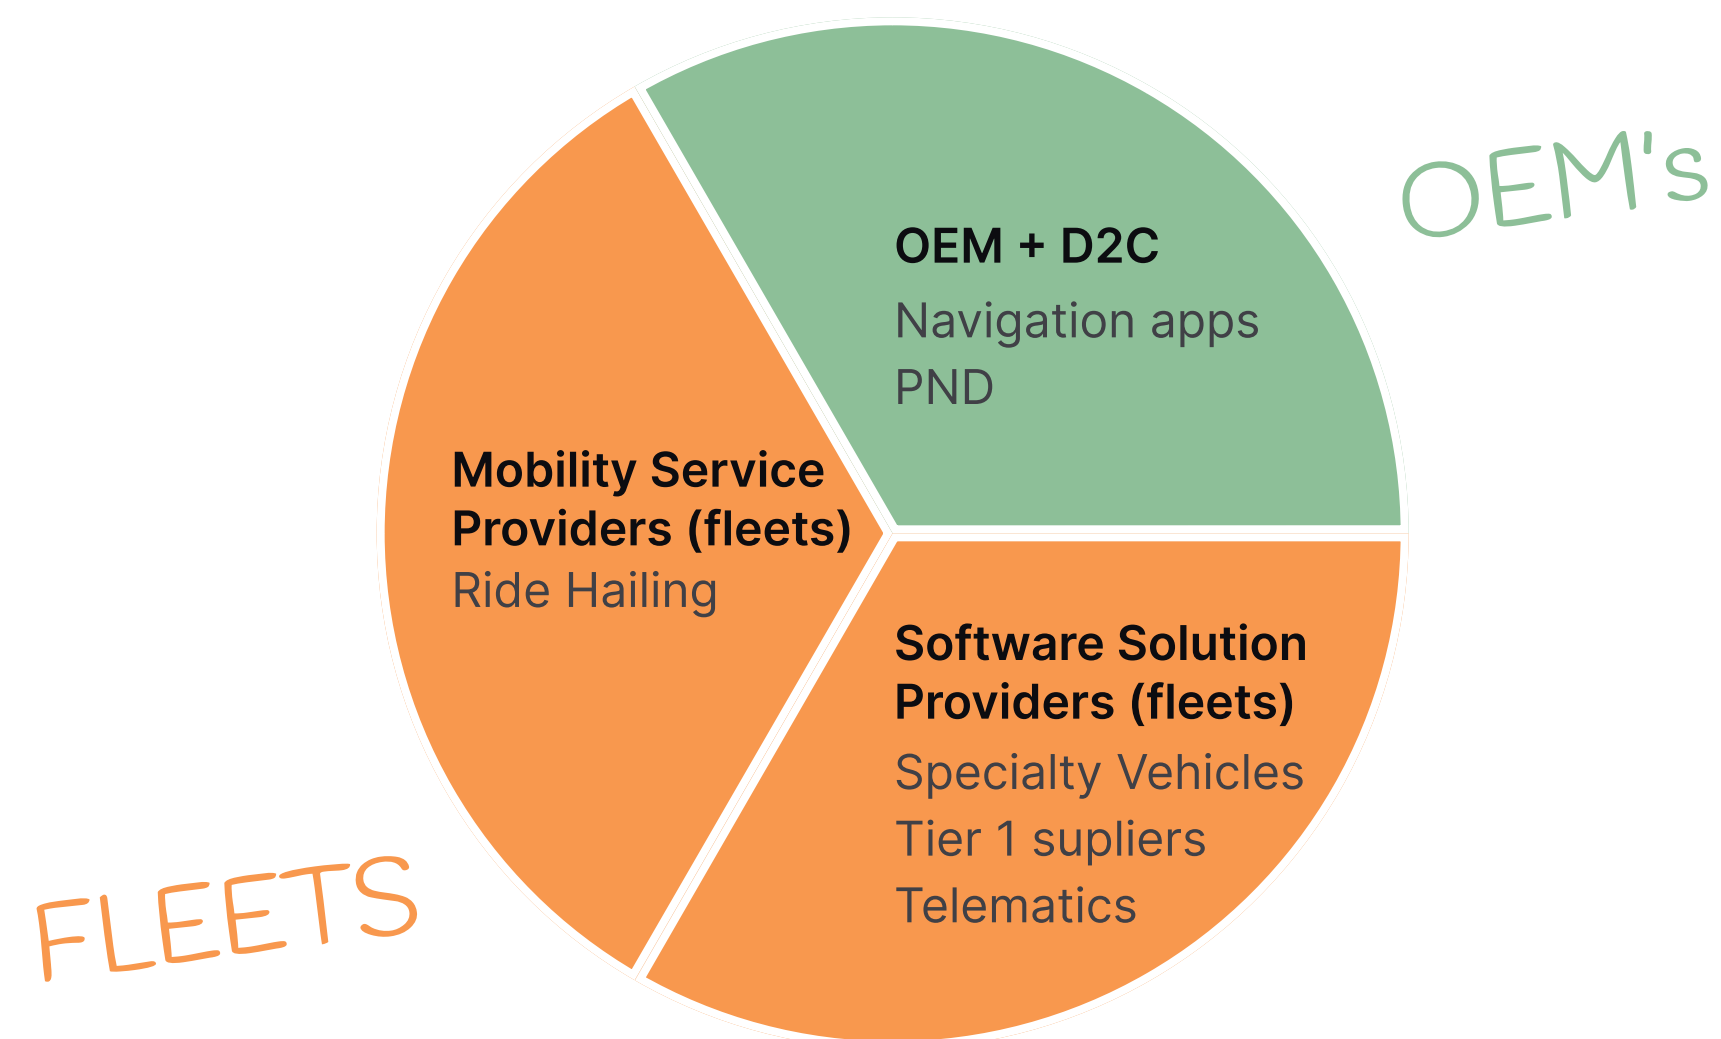 OEM's
OEM + D2C
Navigation apps
PND
Mobility Service
Providers (fleets)
Ride Hailing
Software Solution
Providers (fleets)
Specialty Vehicles
Tier 1 supliers
Telematics
FLEETS